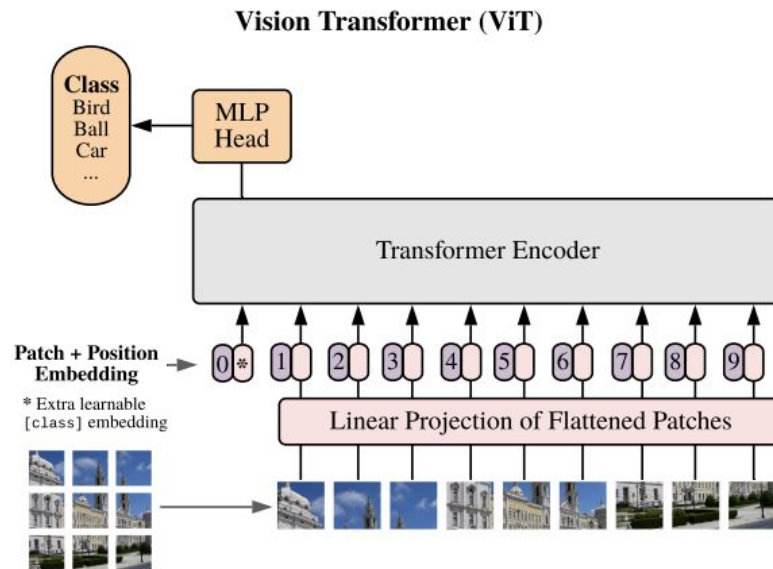 Vision Transformer (ViT)
Class
Bird
Ball
Car
...
MLP
Head
Transformer Encoder
Patch + Position
Embedding
0 * 1 2 3 4 5 6 7 8 9
* Extra learnable
[class] embedding
Linear Projection of Flattened Patches